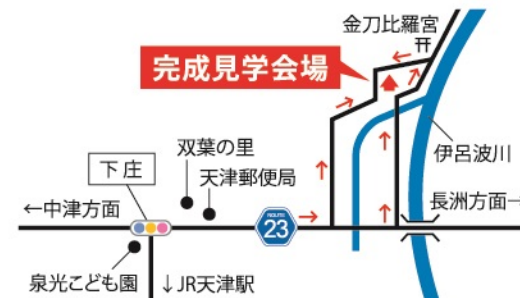 金刀比羅宮
完成見学会場
双葉の里
伊呂波川
下庄
天津郵便局
←中津方面
ROUTE
23
長洲方面→
泉光こども園
↓JR天津駅